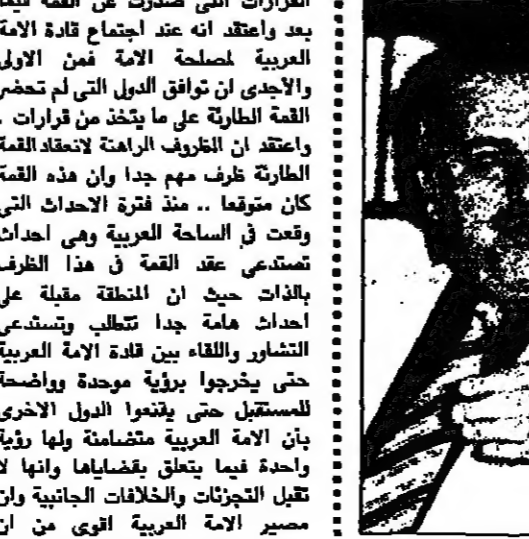 القرارات التى صدرت عن القمة فيما
بعد واعتقد انه عند اجتماع قادة الامة
العربية لمصلحة الامة فمن الاولى
والأجدى ان توافق الدول التى لم تحضر
القمة الطارئة على ما يتخذ من قرارات .
واعتقد ان الظروف الراهنة لانعقاد القمة
الطارئة ظرف مهم جدا وان هذه القمة
كان متوقعا .. منذ فترة الاحداث التى
وقعت فى الساحة العربية وهى احداث
تستدعى عقد القمة فى هذا الظرف
بالذات حيث ان المنطقة مقبلة على
احداث هامة جدا تتطلب وتستدعى
التشاور واللقاء بين قادة الامة العربية
حتى يخرجوا برؤية موحدة وواضحة
للمستقبل حتى يقنعوا الدول الاخرى
بأن الامة العربية متضامنة ولها رؤية
واحدة فيما يتعلق بقضاياها وانها لا
تقبل التجزئات والخلافات الجانبية وان
مصير الامة العربية اقوى من ان